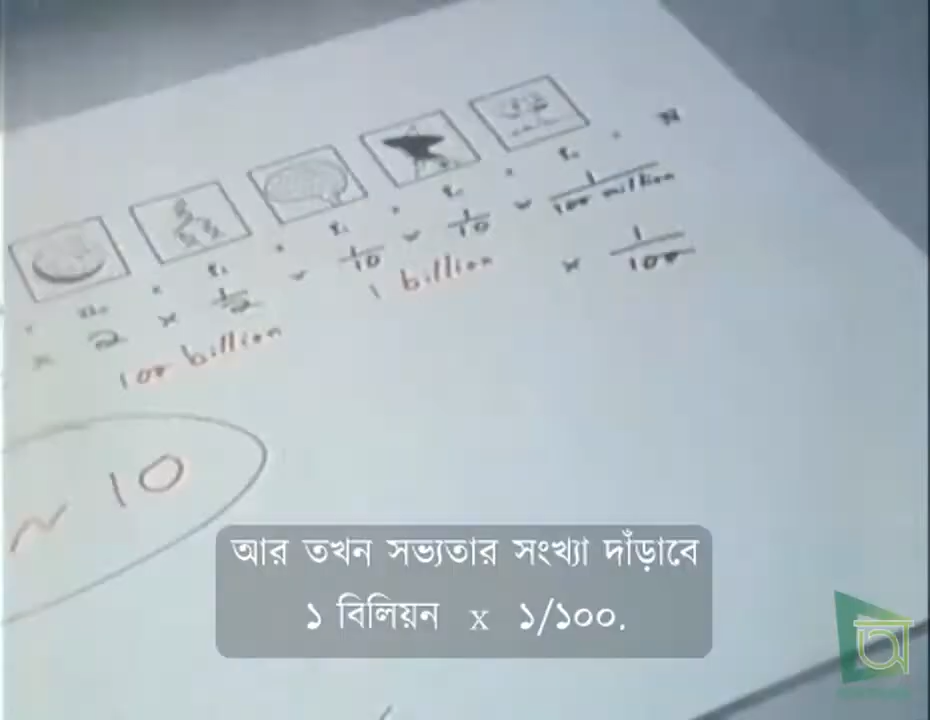 × 2 × 1/2 × 1/10 × 1/10 × 1/100 million
100 billion 1 billion × 1/100
~ 10
আর তখন সভ্যতার সংখ্যা দাঁড়াবে
১ বিলিয়ন x ১/১০০.
অ